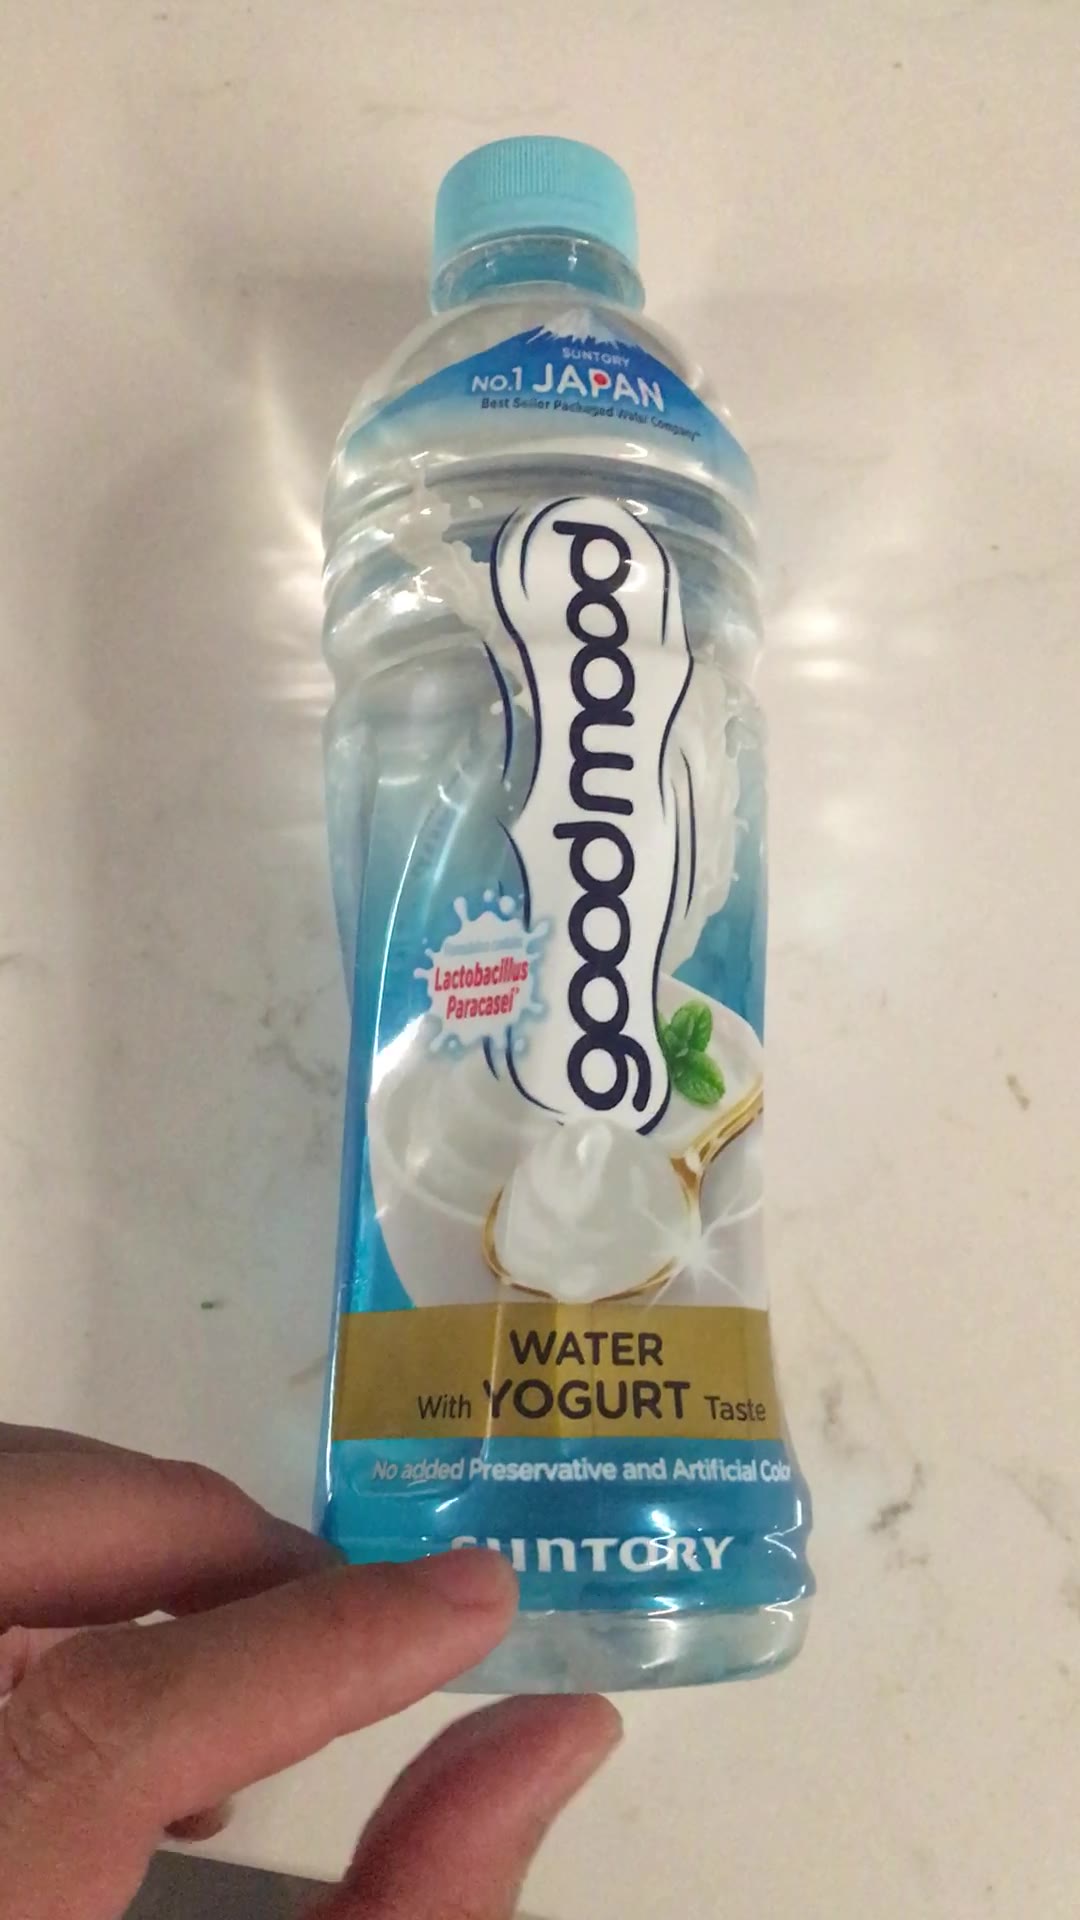 SUNTORY
NO.1 JAPAN
Best Seller Packaged Water Company
goodmood
Lactobacillus
Paracasei
WATER
With YOGURT Taste
No added Preservative and Artificial Color
SUNTORY